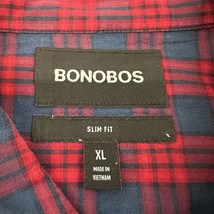 BONOBOS
SLIM FIT
XL
MADE IN
VIETNAM